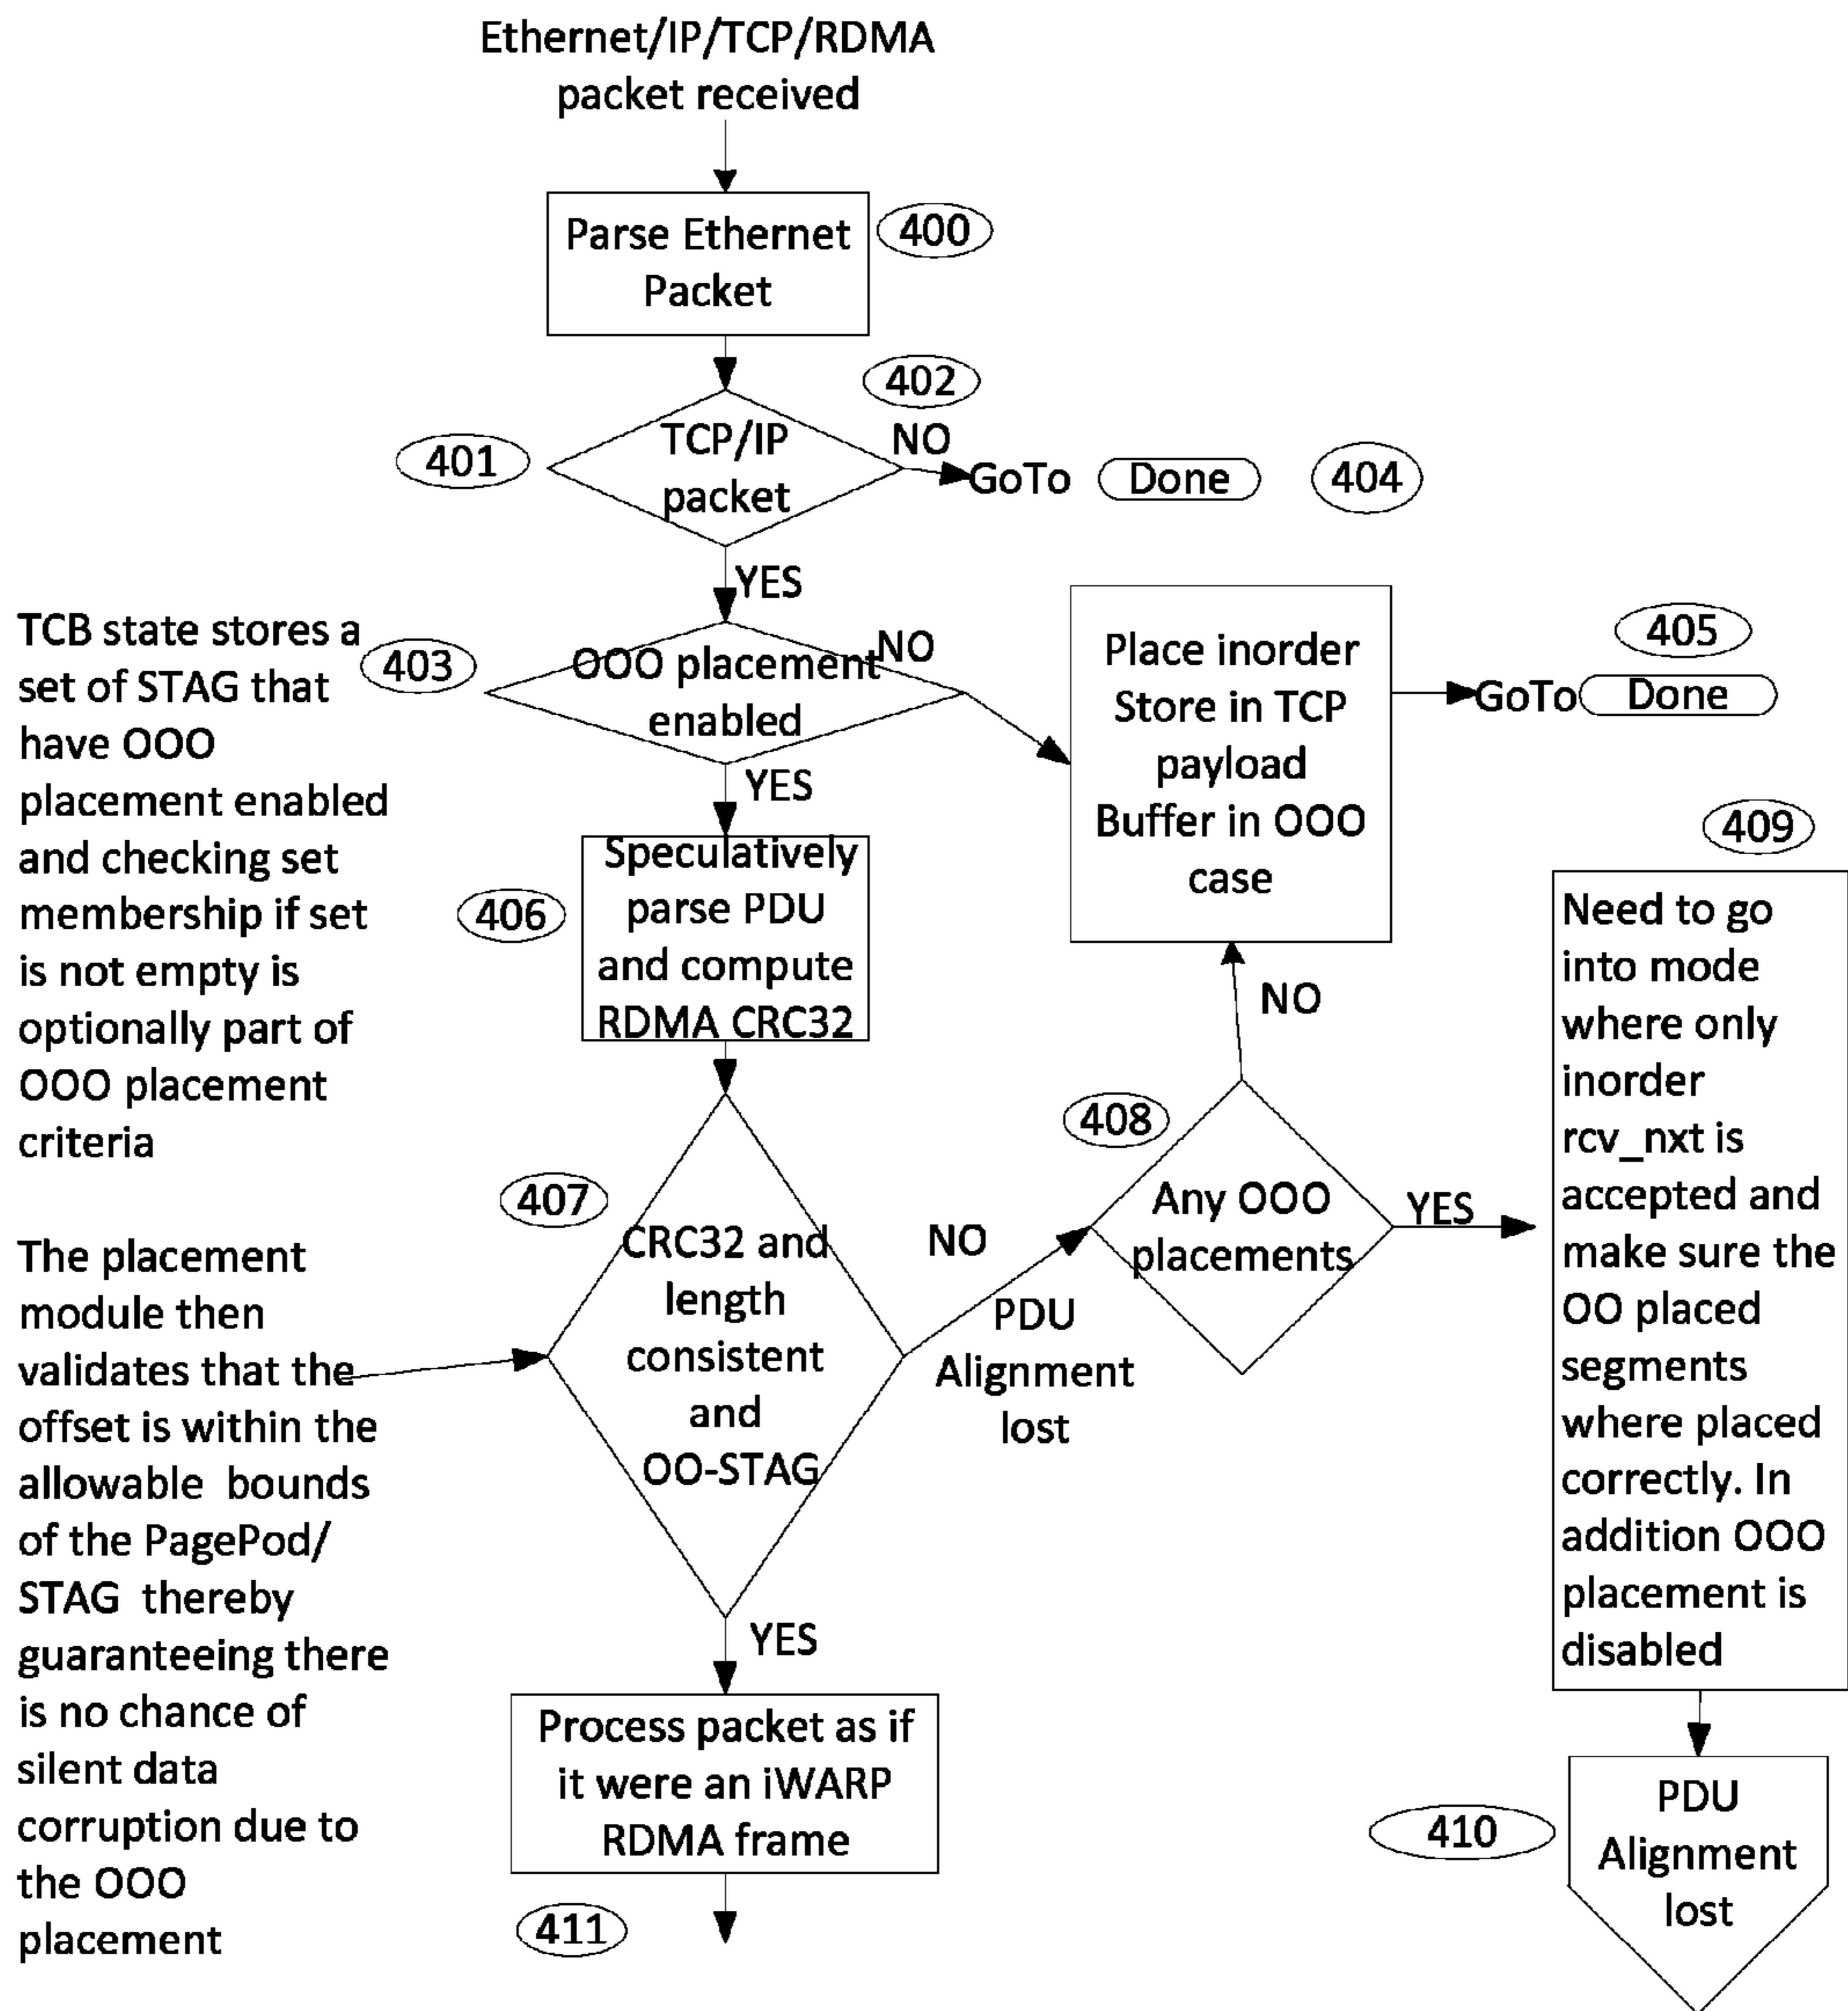 Ethernet/IP/TCP/RDMA
packet received
Parse Ethernet
Packet
400
402
TCP/IP
packet
401
NO
GoTo
Done
404
YES
TCB state stores a
set of STAG that
have OOO
placement enabled
and checking set
membership if set
is not empty is
optionally part of
OOO placement
criteria
403
OOO placement
enabled
NO
Place inorder
Store in TCP
payload
Buffer in OOO
case
405
GoTo
Done
YES
406
Speculatively
parse PDU
and compute
RDMA CRC32
The placement
module then
validates that the
offset is within the
allowable bounds
of the PagePod/
STAG thereby
guaranteeing there
is no chance of
silent data
corruption due to
the OOO
placement
407
CRC32 and
length
consistent
and
OO-STAG
NO
PDU
Alignment
lost
408
Any OOO
placements
NO
YES
409
Need to go
into mode
where only
inorder
rcv_nxt is
accepted and
make sure the
OO placed
segments
where placed
correctly. In
addition OOO
placement is
disabled
YES
Process packet as if
it were an iWARP
RDMA frame
411
410
PDU
Alignment
lost